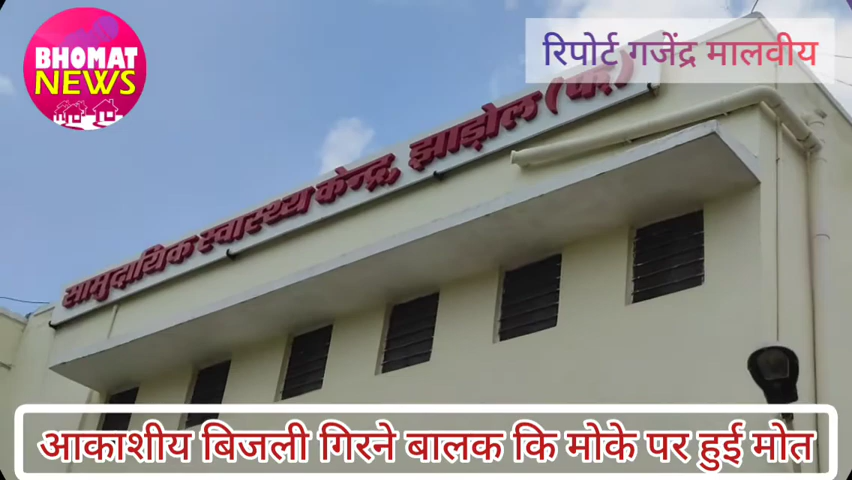 BHOMAT
NEWS
रिपोर्ट गजेंद्र मालवीय
सामुदायिक स्वास्थ्य केन्द्र, झाड़ोल (फ.)
आकाशीय बिजली गिरने बालक कि मोके पर हुई मोत